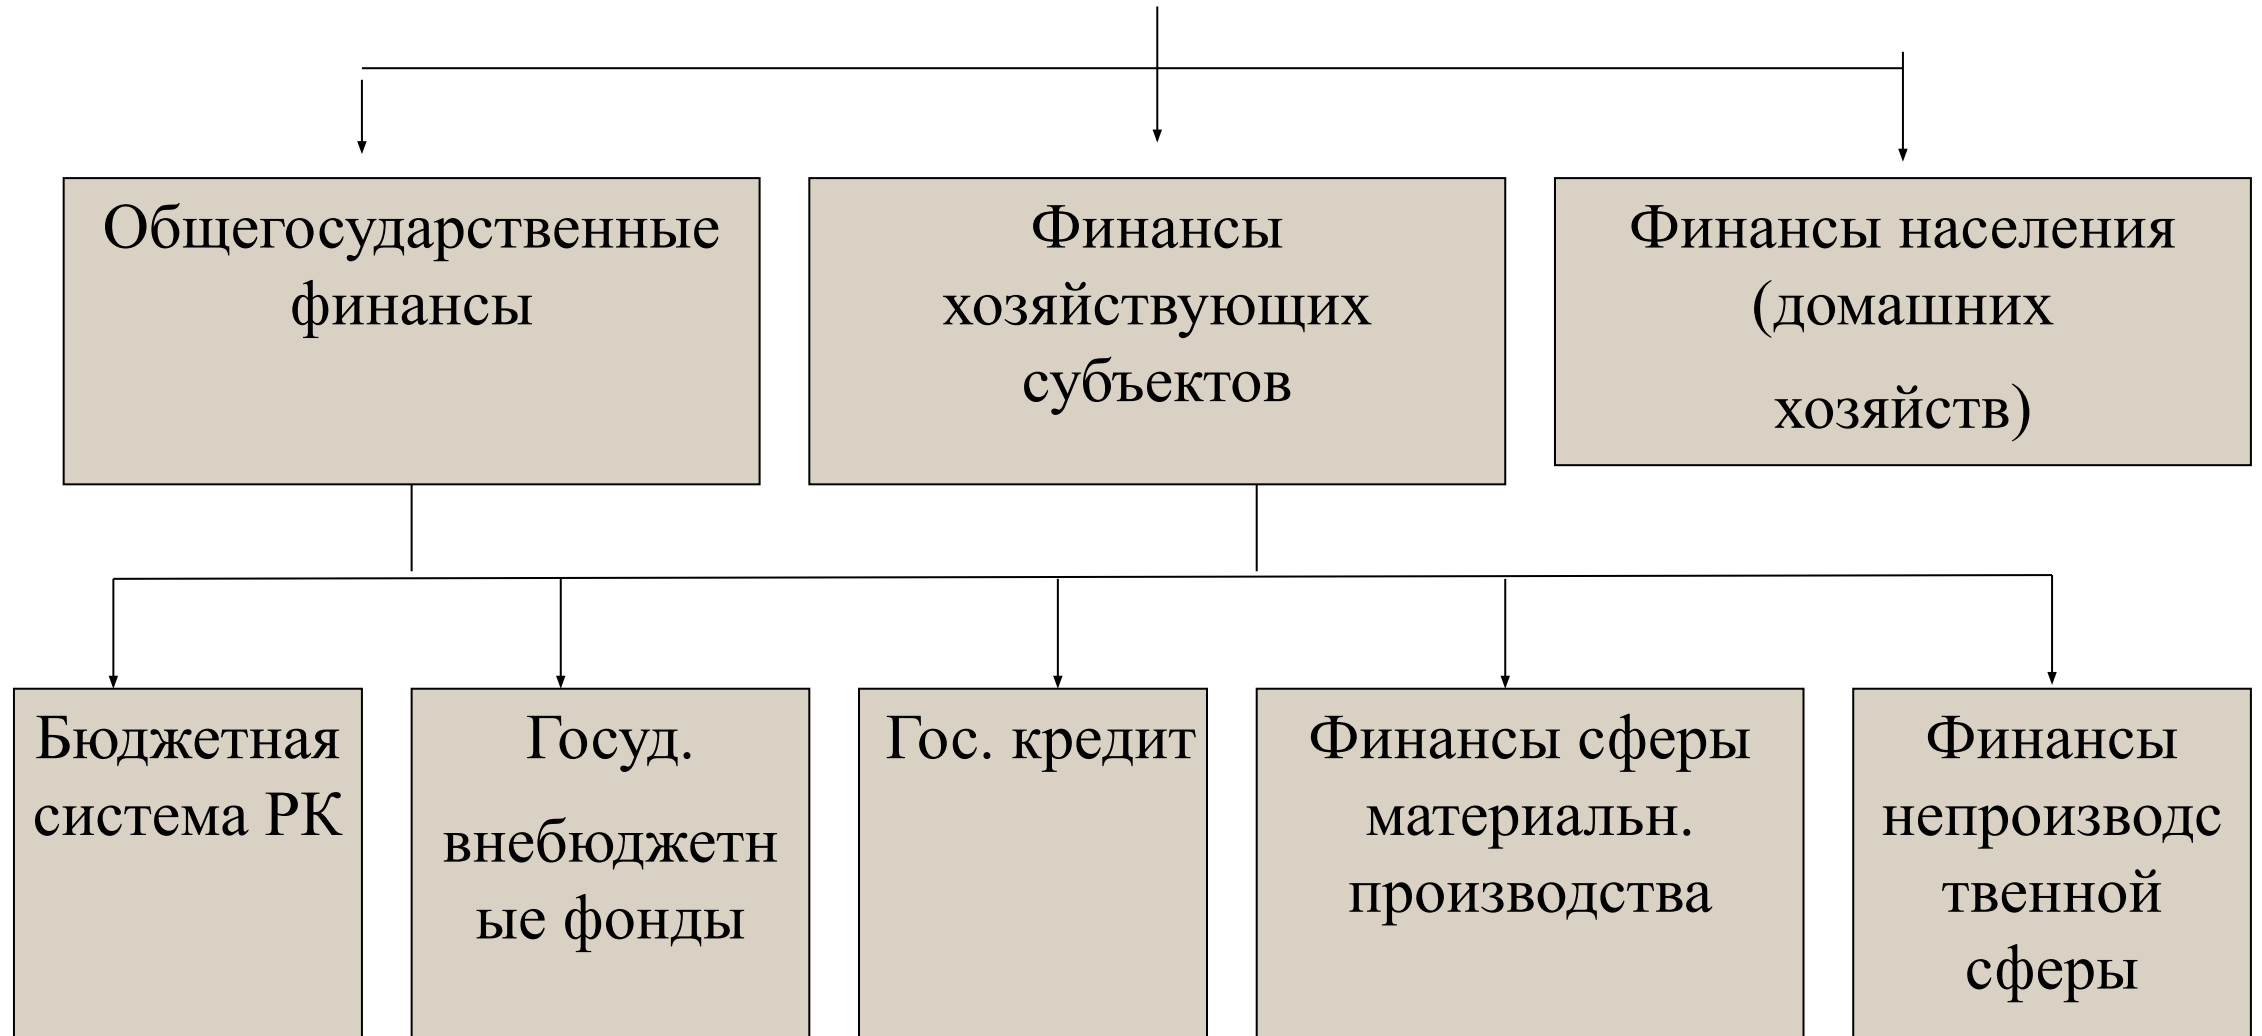 Общегосударственные
финансы
Финансы
хозяйствующих
субъектов
Финансы населения
(домашних
хозяйств)
Бюджетная
система РК
Госуд.
внебюджетн
ые фонды
Гос. кредит
Финансы сферы
материальн.
производства
Финансы
непроизводс
твенной
сферы